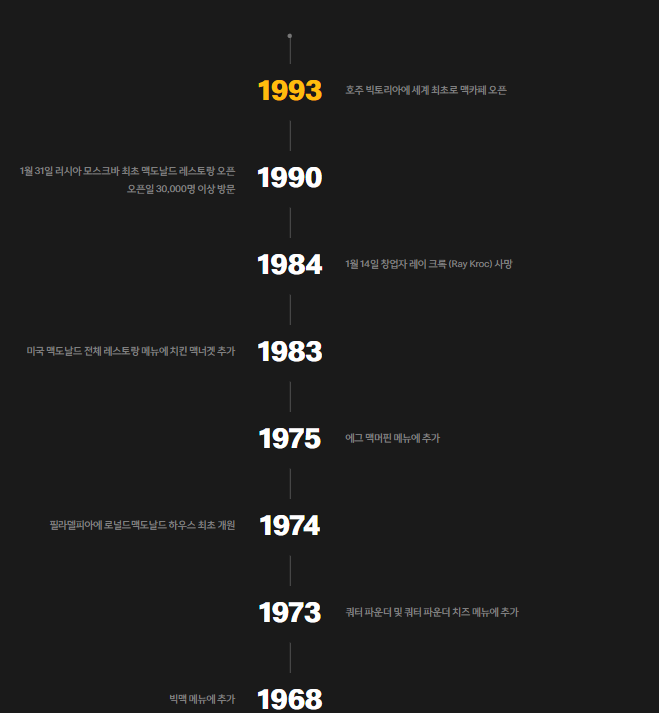 1993
호주 빅토리아에 세계 최초로 맥카페 오픈
1월 31일 러시아 모스크바 최초 맥도날드 레스토랑 오픈
오픈일 30,000명 이상 방문
1990
1984
1월 14일 창업자 레이 크록 (Ray Kroc) 사망
미국 맥도날드 전체 레스토랑 메뉴에 치킨 맥너겟 추가
1983
1975
에그 맥머핀 메뉴에 추가
필라델피아에 로널드맥도날드 하우스 최초 개원
1974
1973
쿼터 파운더 및 쿼터 파운더 치즈 메뉴에 추가
빅맥 메뉴에 추가
1968